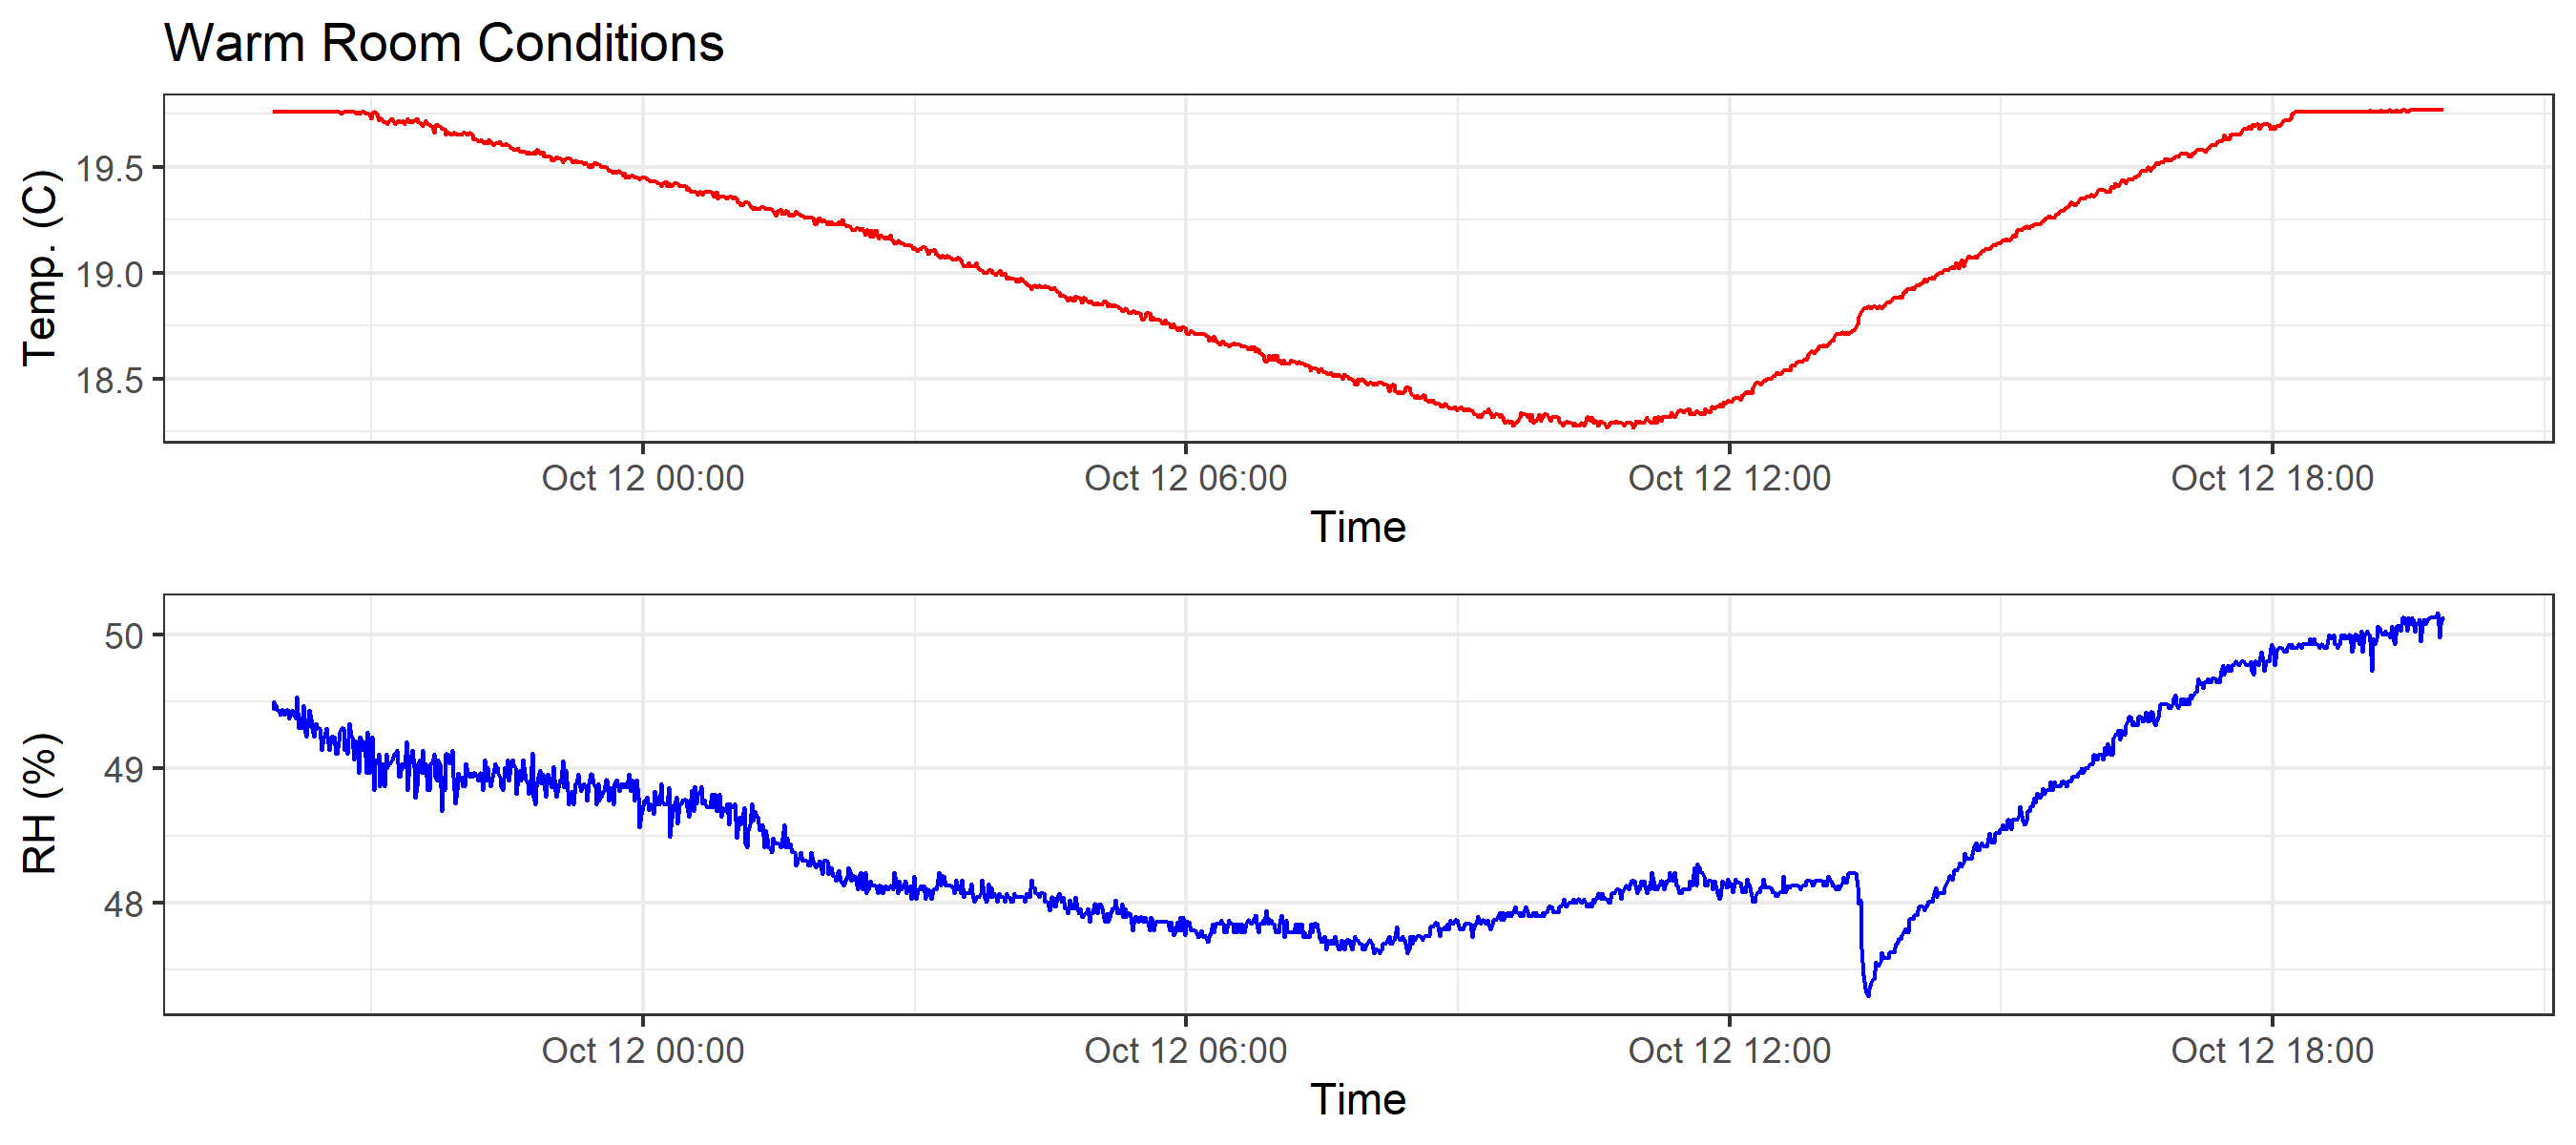 Warm Room Conditions
Temp. (C)
19.5
19.0
18.5
Oct 12 00:00 Oct 12 06:00 Oct 12 12:00 Oct 12 18:00
Time
RH (%)
50
49
48
Oct 12 00:00 Oct 12 06:00 Oct 12 12:00 Oct 12 18:00
Time